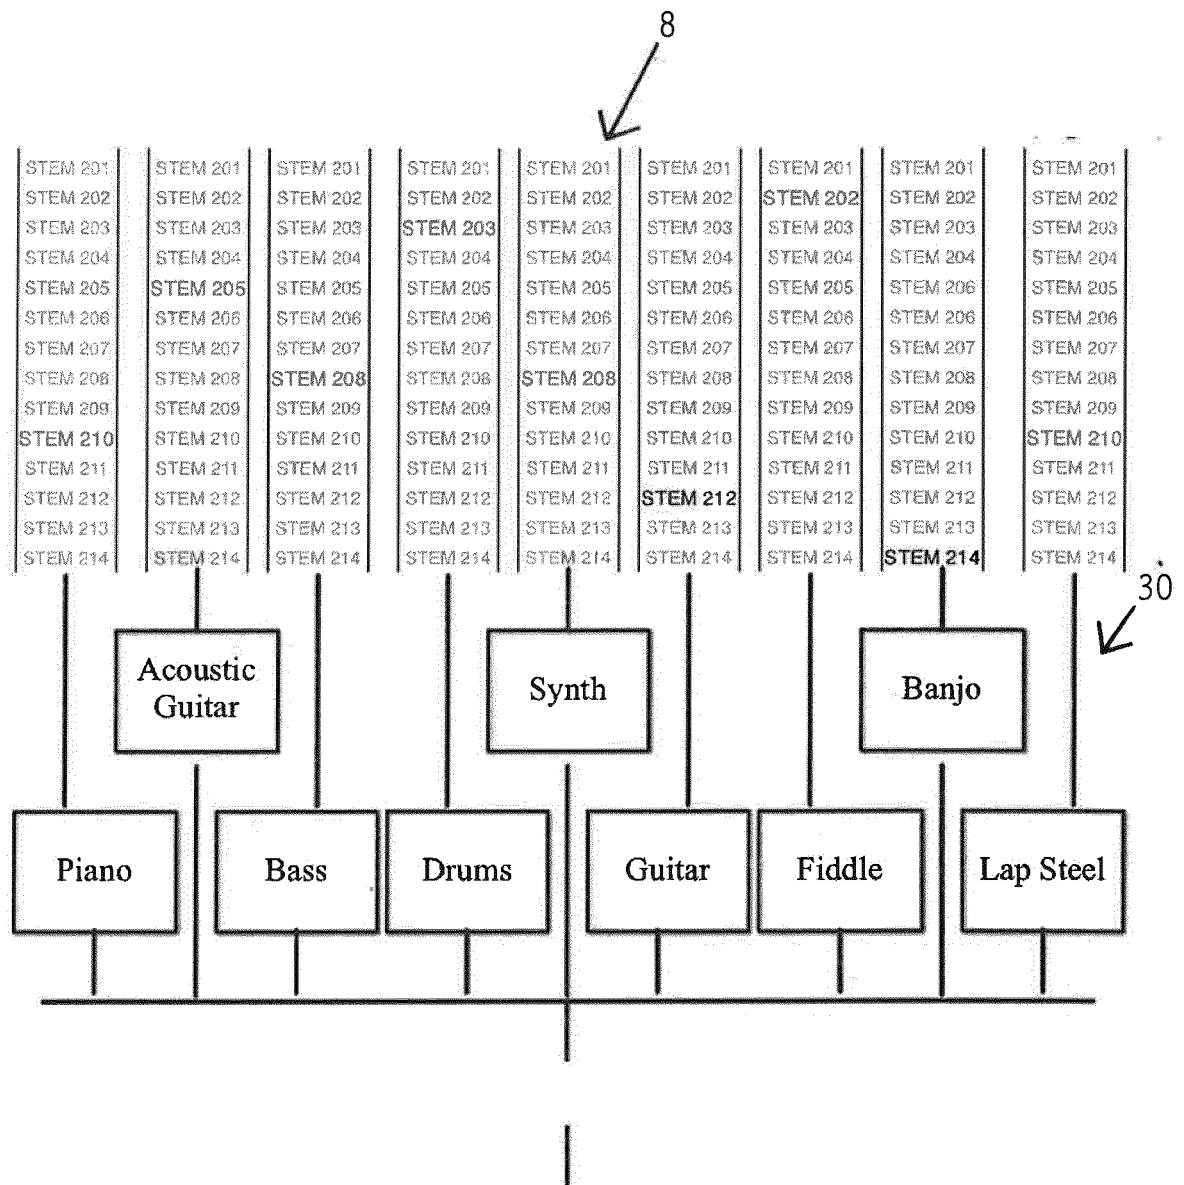 8
STEM 201 STEM 201 STEM 201 STEM 201 STEM 201 STEM 201 STEM 201 STEM 201 STEM 201
STEM 202 STEM 202 STEM 202 STEM 202 STEM 202 STEM 202 STEM 202 STEM 202 STEM 202
STEM 203 STEM 203 STEM 203 STEM 203 STEM 203 STEM 203 STEM 203 STEM 203 STEM 203
STEM 204 STEM 204 STEM 204 STEM 204 STEM 204 STEM 204 STEM 204 STEM 204 STEM 204
STEM 205 STEM 205 STEM 205 STEM 205 STEM 205 STEM 205 STEM 205 STEM 206 STEM 205
STEM 206 STEM 206 STEM 206 STEM 206 STEM 206 STEM 206 STEM 206 STEM 206 STEM 206
STEM 207 STEM 207 STEM 207 STEM 207 STEM 207 STEM 207 STEM 207 STEM 207 STEM 207
STEM 208 STEM 208 STEM 208 STEM 208 STEM 208 STEM 208 STEM 208 STEM 208 STEM 208
STEM 209 STEM 209 STEM 209 STEM 209 STEM 209 STEM 209 STEM 209 STEM 209 STEM 209
STEM 210 STEM 210 STEM 210 STEM 210 STEM 210 STEM 210 STEM 210 STEM 210 STEM 210
STEM 211 STEM 211 STEM 211 STEM 211 STEM 211 STEM 211 STEM 211 STEM 211 STEM 211
STEM 212 STEM 212 STEM 212 STEM 212 STEM 212 STEM 212 STEM 212 STEM 212 STEM 212
STEM 213 STEM 213 STEM 213 STEM 213 STEM 213 STEM 213 STEM 213 STEM 213 STEM 213
STEM 214 STEM 214 STEM 214 STEM 214 STEM 214 STEM 214 STEM 214 STEM 214 STEM 214
30
Acoustic
Guitar
Synth
Banjo
Piano
Bass
Drums
Guitar
Fiddle
Lap Steel